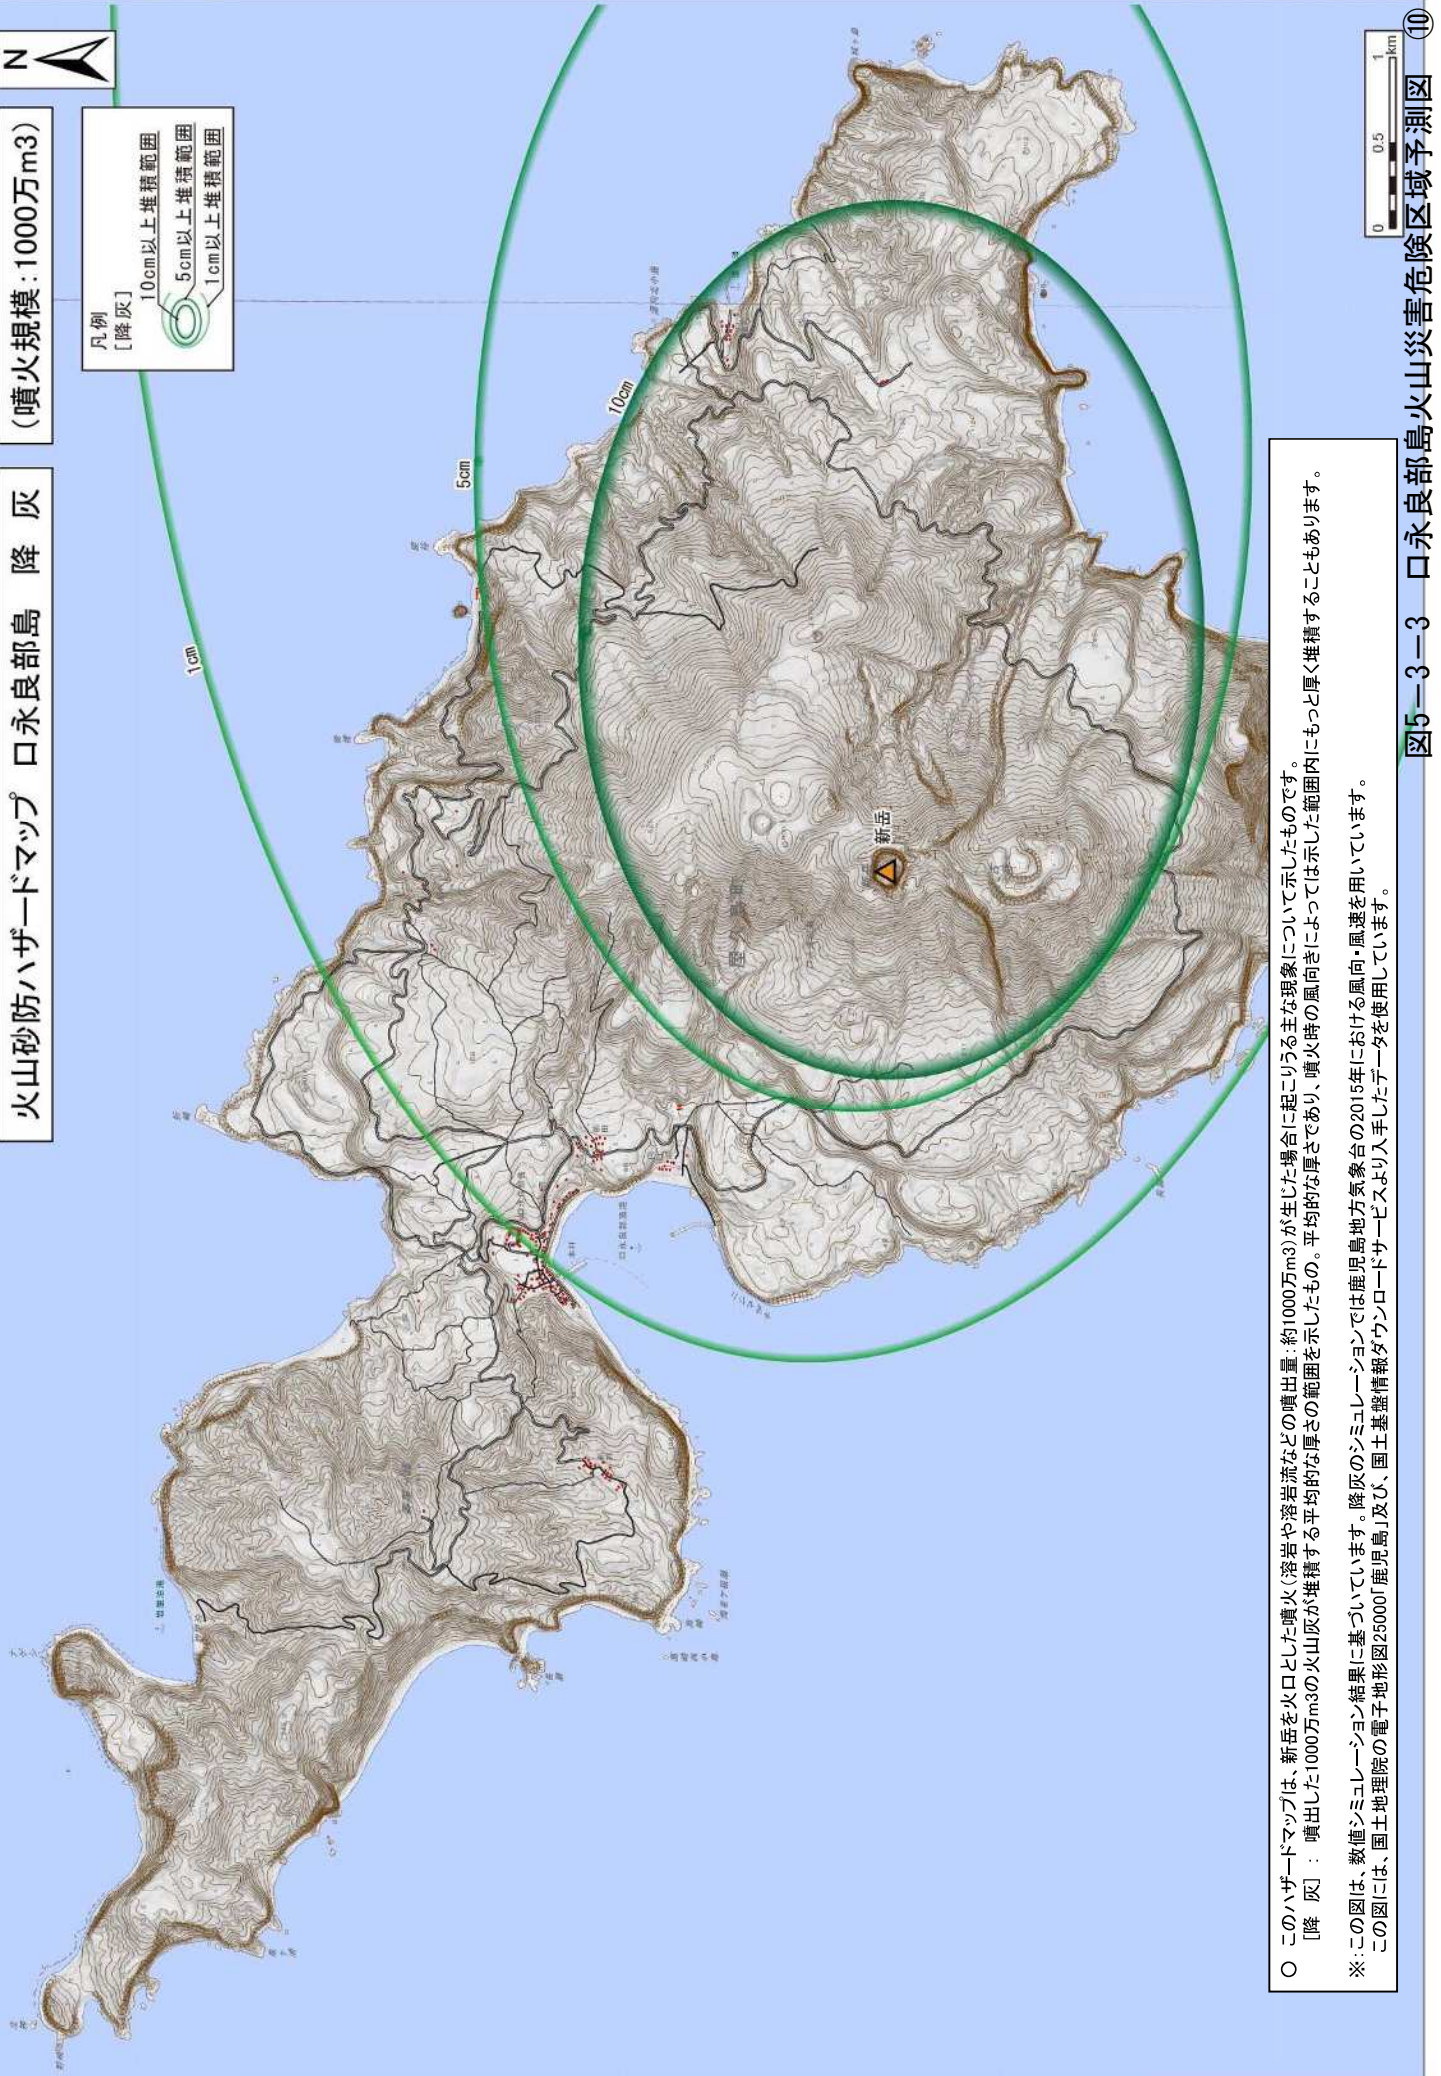 火山砂防ハザードマップ 口永良部島 降 灰
(噴火規模:1000万m3)
N
凡例
[降灰]
10cm以上堆積範囲
5cm以上堆積範囲
1cm以上堆積範囲
1cm
5cm
10cm
新岳
口永良部漁港
岩屋泊港
0 0.5 1
km
○ このハザードマップは、新岳を火口とした噴火(溶岩や溶岩流などの噴出量:約1000万m3)が生じた場合に起こりうる主な現象について示したものです。
[降 灰] : 噴出した1000万m3の火山灰が堆積する平均的な厚さの範囲を示したもの。平均的な厚さであり、噴火時の風向きによっては示した範囲内にもっと厚く堆積することもあります。
※:この図は、数値シミュレーション結果に基づいています。降灰のシミュレーションでは鹿児島地方気象台の2015年における風向・風速を用いています。
この図には、国土地理院の電子地形図25000「鹿児島」及び、国土基盤情報ダウンロードサービスより入手したデータを使用しています。
図5-3-3 口永良部島火山災害危険区域予測図 ⑩